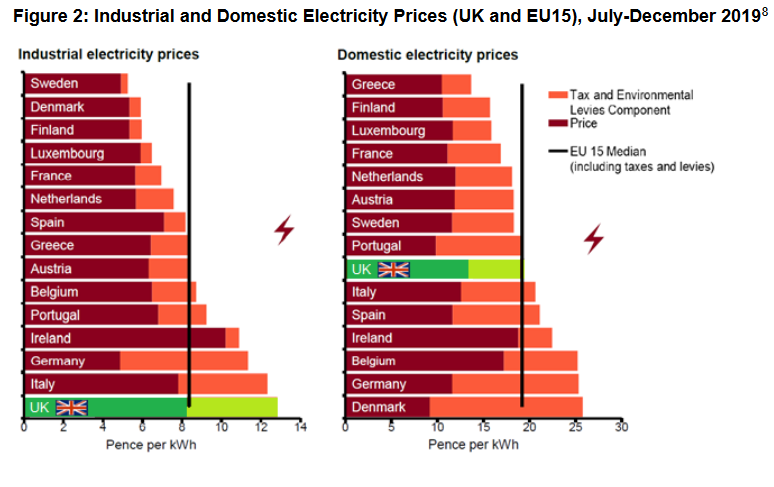 Figure 2: Industrial and Domestic Electricity Prices (UK and EU15), July-December 2019⁸
Industrial electricity prices
Sweden
Denmark
Finland
Luxembourg
France
Netherlands
Spain
Greece
Austria
Belgium
Portugal
Ireland
Germany
Italy
UK
0 2 4 6 8 10 12 14
Pence per kWh
Domestic electricity prices
Greece
Finland
Luxembourg
France
Netherlands
Austria
Sweden
Portugal
UK
Italy
Spain
Ireland
Belgium
Germany
Denmark
0 5 10 15 20 25 30
Pence per kWh
Tax and Environmental
Levies Component
Price
EU 15 Median
(including taxes and levies)